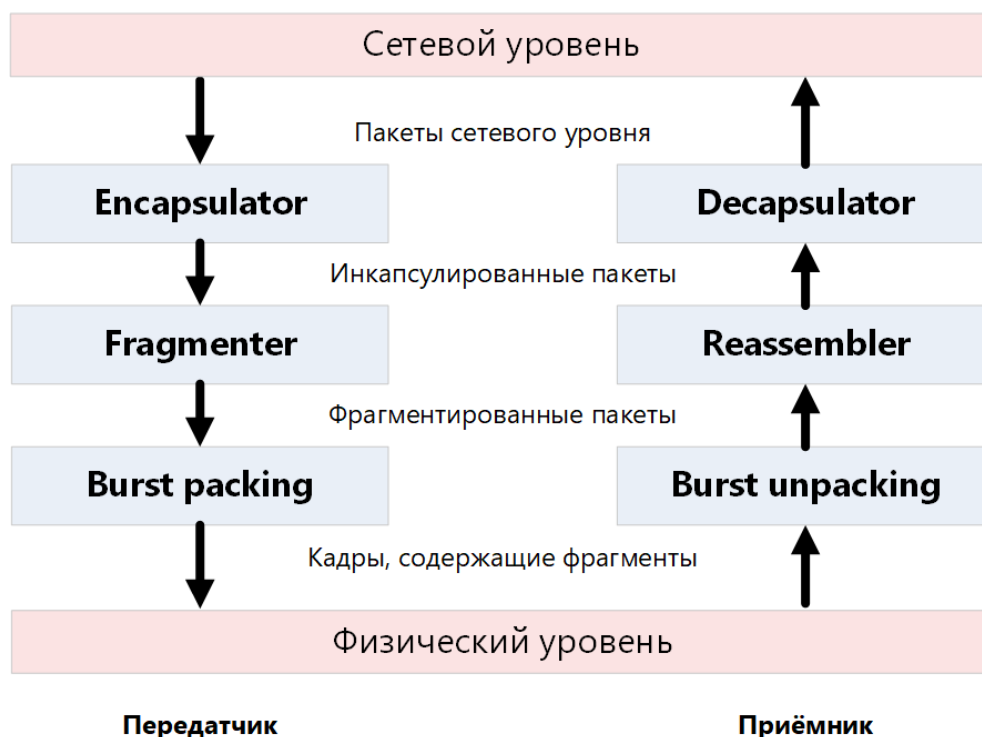 Сетевой уровень
Пакеты сетевого уровня
Encapsulator
Decapsulator
Инкапсулированные пакеты
Fragmenter
Reassembler
Фрагментированные пакеты
Burst packing
Burst unpacking
Кадры, содержащие фрагменты
Физический уровень
Передатчик
Приёмник